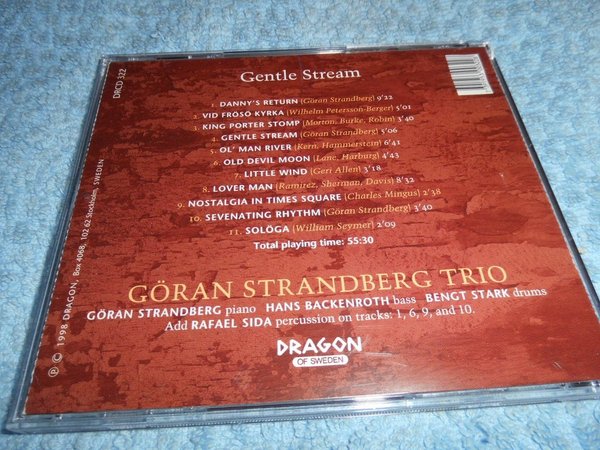 Gentle Stream
1. DANNY'S RETURN (Göran Strandberg) 9'22
2. VID FRÖSÖ KYRKA (Wilhelm Petersson-Berger) 5'01
3. KING PORTER STOMP (Morton, Burke, Robin) 3'40
4. GENTLE STREAM (Göran Strandberg) 5'06
5. OL' MAN RIVER (Kern, Hammerstein) 6'41
6. OLD DEVIL MOON (Lane, Harburg) 4'43
7. LITTLE WIND (Geri Allen) 3'18
8. LOVER MAN (Ramirez, Sherman, Davis) 8'32
9. NOSTALGIA IN TIMES SQUARE (Charles Mingus) 2'38
10. SEVENATING RHYTHM (Göran Strandberg) 3'40
11. SOLÖGA (William Seymer) 2'09
Total playing time: 55:30
GÖRAN STRANDBERG TRIO
GÖRAN STRANDBERG piano HANS BACKENROTH bass BENGT STARK drums
Add RAFAEL SIDA percussion on tracks: 1, 6, 9, and 10.
DRAGON
OF SWEDEN
DRCD 322
℗ © 1998 DRAGON, Box 4068, 102 62 Stockholm, SWEDEN